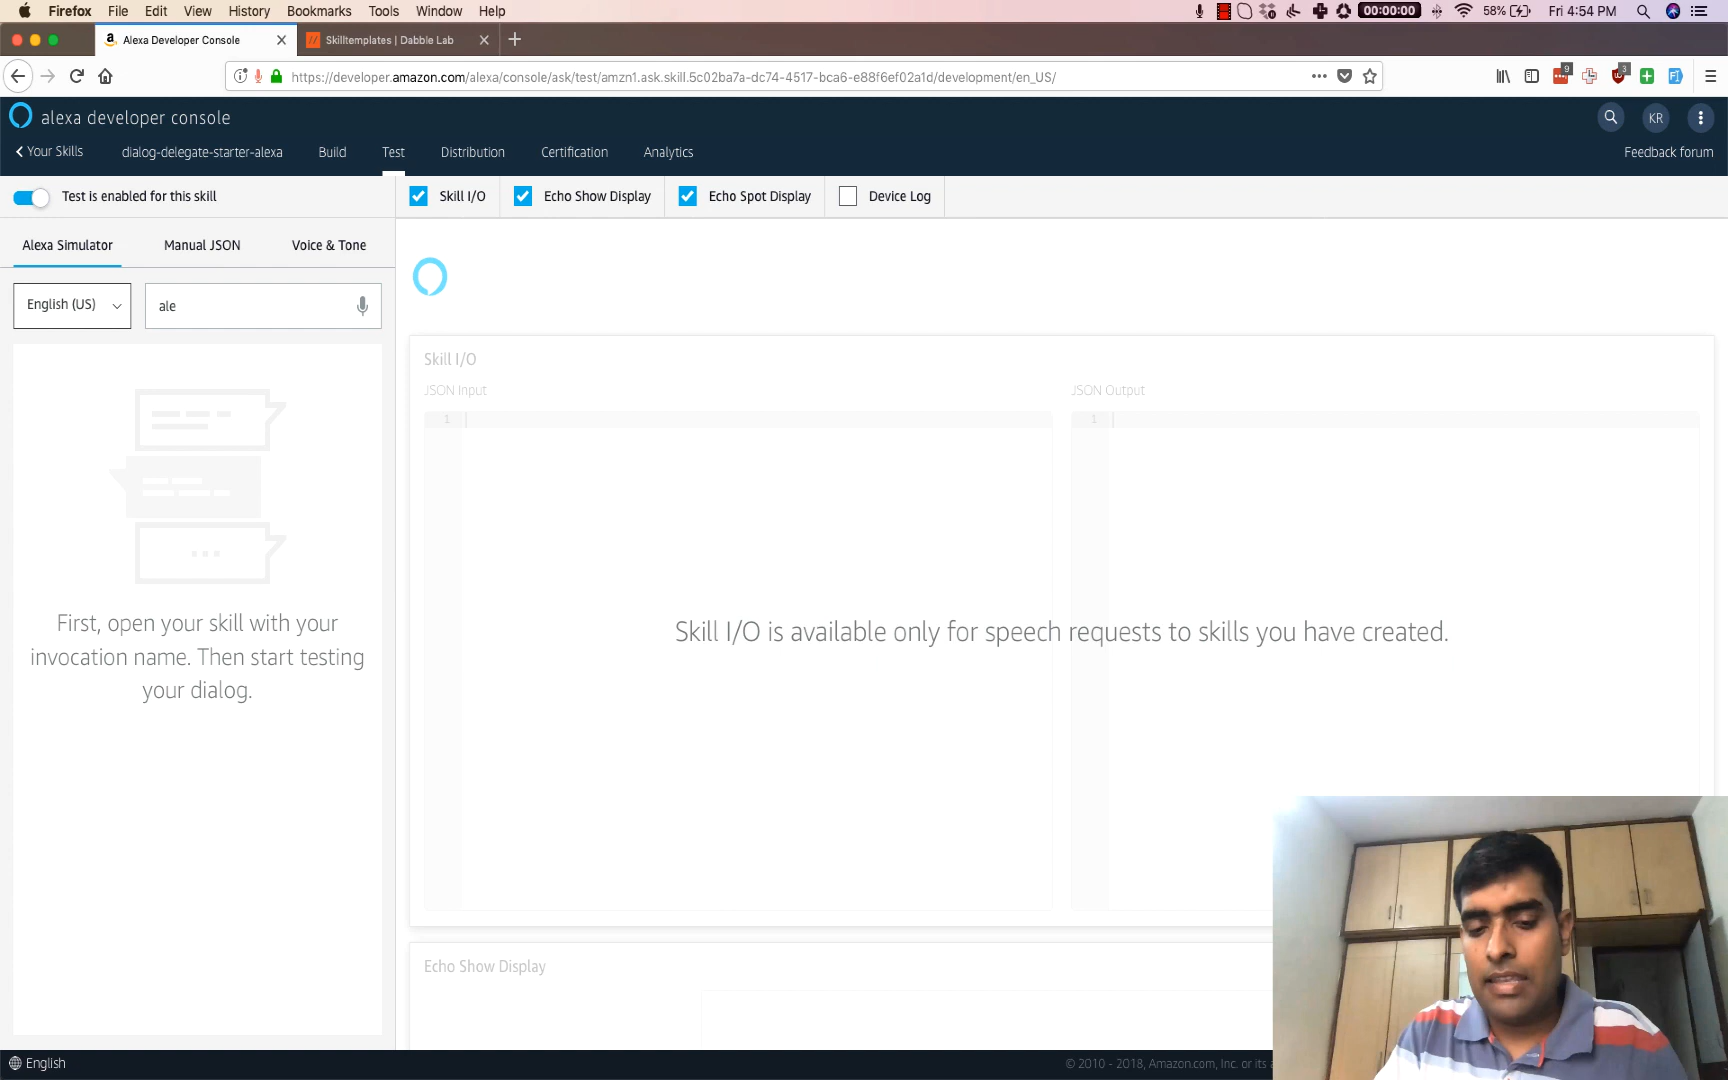 Firefox File Edit View History Bookmarks Tools Window Help 00:00:00 58% Fri 4:54 PM
Alexa Developer Console Skilltemplates | Dabble Lab
https://developer.amazon.com/alexa/console/ask/test/amzn1.ask.skill.5c02ba7a-dc74-4517-bca6-e88f6ef02a1d/development/en_US/ 9 3
alexa developer console KR
Your Skills dialog-delegate-starter-alexa Build Test Distribution Certification Analytics Feedback forum
Test is enabled for this skill Skill I/O Echo Show Display Echo Spot Display Device Log
Alexa Simulator Manual JSON Voice & Tone
English (US) ale
Skill I/O
JSON Input JSON Output
1 1
First, open your skill with your
invocation name. Then start testing
your dialog.
Skill I/O is available only for speech requests to skills you have created.
Echo Show Display
English © 2010 - 2018, Amazon.com, Inc. or its